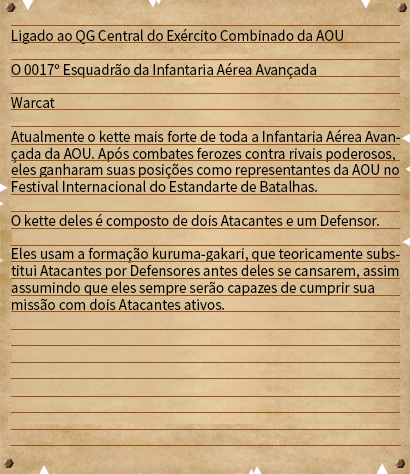 Ligado ao QG Central do Exército Combinado da AOU
O 0017º Esquadrão da Infantaria Aérea Avançada
Warcat
Atualmente o kette mais forte de toda a Infantaria Aérea Avan-
çada da AOU. Após combates ferozes contra rivais poderosos,
eles ganharam suas posições como representantes da AOU no
Festival Internacional do Estandarte de Batalhas.
O kette deles é composto de dois Atacantes e um Defensor.
Eles usam a formação kuruma-gakari, que teoricamente subs-
titui Atacantes por Defensores antes deles se cansarem, assim
assumindo que eles sempre serão capazes de cumprir sua
missão com dois Atacantes ativos.